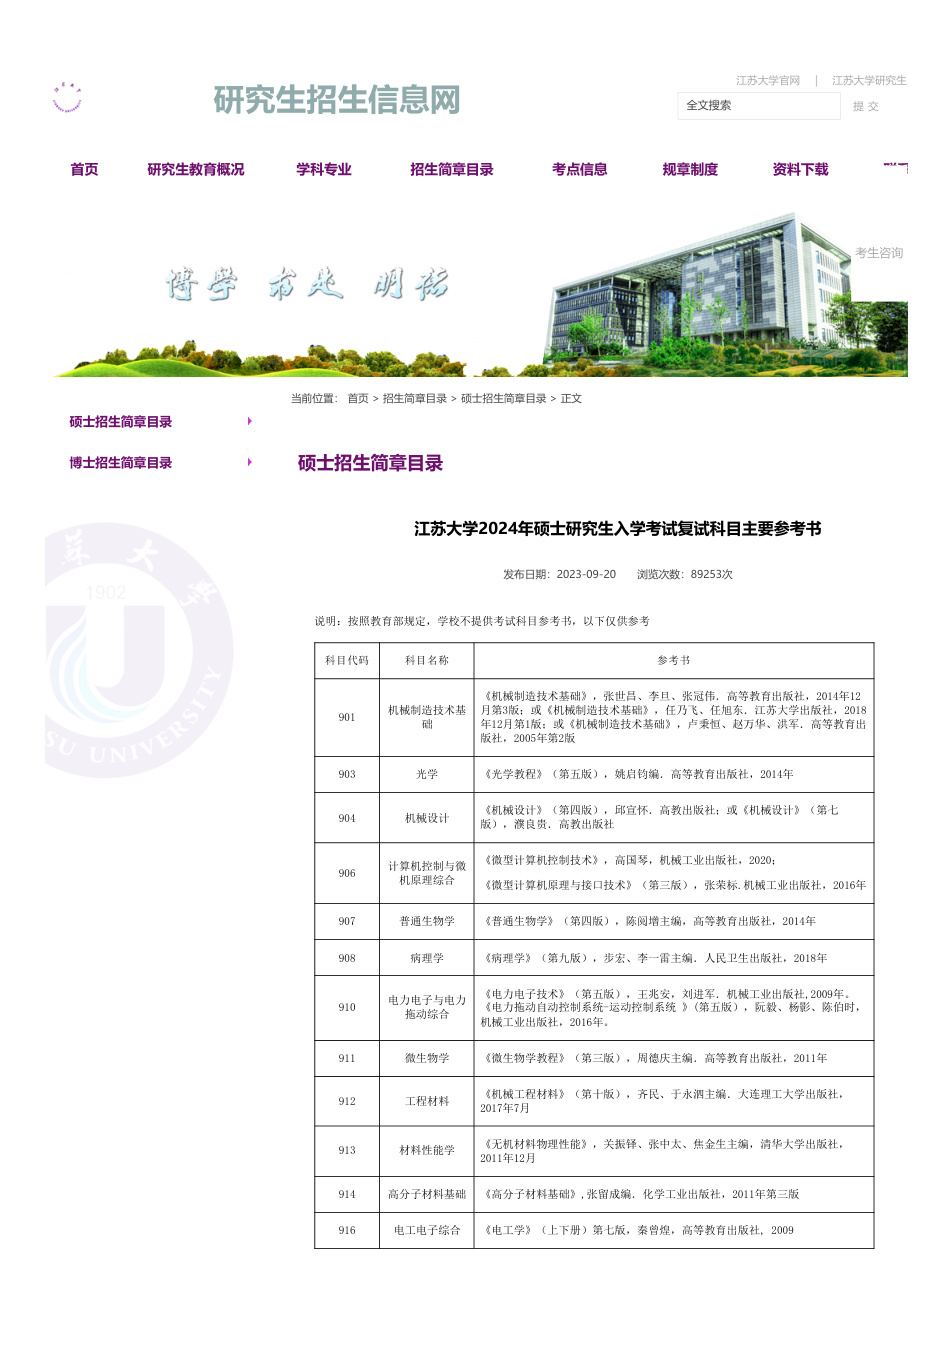 江苏大学官网 | 江苏大学研究生
研究生招生信息网
全文搜索
提 交
首页 研究生教育概况 学科专业 招生简章目录 考点信息 规章制度 资料下载
考生咨询
博学 求是 明德
当前位置： 首页 > 招生简章目录 > 硕士招生简章目录 > 正文
硕士招生简章目录
博士招生简章目录
硕士招生简章目录
苏大学
1902
SU UNIVERSITY
江苏大学2024年硕士研究生入学考试复试科目主要参考书
发布日期：2023-09-20 浏览次数：89253次
说明：按照教育部规定，学校不提供考试科目参考书，以下仅供参考
科目代码 科目名称 参考书
901
机械制造技术基
础
《机械制造技术基础》，张世昌、李旦、张冠伟．高等教育出版社，2014年12
月第3版；或《机械制造技术基础》，任乃飞、任旭东．江苏大学出版社，2018
年12月第1版；或《机械制造技术基础》，卢秉恒、赵万华、洪军．高等教育出
版社，2005年第2版
903 光学 《光学教程》（第五版），姚启钧编．高等教育出版社，2014年
904 机械设计
《机械设计》（第四版），邱宣怀．高教出版社；或《机械设计》（第七
版），濮良贵．高教出版社
906
计算机控制与微
机原理综合
《微型计算机控制技术》，高国琴，机械工业出版社，2020；
《微型计算机原理与接口技术》（第三版），张荣标.机械工业出版社，2016年
907 普通生物学 《普通生物学》（第四版），陈阅增主编，高等教育出版社，2014年
908 病理学 《病理学》（第九版），步宏、李一雷主编．人民卫生出版社，2018年
910
电力电子与电力
拖动综合
《电力电子技术》（第五版），王兆安，刘进军．机械工业出版社,2009年。
《电力拖动自动控制系统-运动控制系统 》(第五版），阮毅、杨影、陈伯时，
机械工业出版社，2016年。
911 微生物学 《微生物学教程》（第三版），周德庆主编．高等教育出版社，2011年
912 工程材料
《机械工程材料》（第十版），齐民、于永泗主编．大连理工大学出版社，
2017年7月
913 材料性能学
《无机材料物理性能》，关振铎、张中太、焦金生主编，清华大学出版社，
2011年12月
914 高分子材料基础 《高分子材料基础》,张留成编．化学工业出版社，2011年第三版
916 电工电子综合 《电工学》（上下册）第七版，秦曾煌，高等教育出版社, 2009